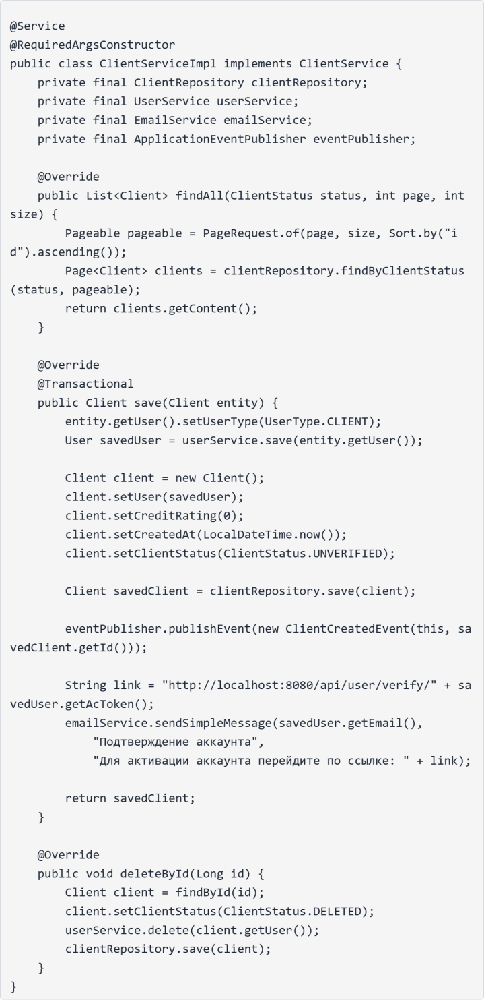 @Service
@RequiredArgsConstructor
public class ClientServiceImpl implements ClientService {
    private final ClientRepository clientRepository;
    private final UserService userService;
    private final EmailService emailService;
    private final ApplicationEventPublisher eventPublisher;

    @Override
    public List<Client> findAll(ClientStatus status, int page, int
size) {
        Pageable pageable = PageRequest.of(page, size, Sort.by("i
d").ascending());
        Page<Client> clients = clientRepository.findByClientStatus
(status, pageable);
        return clients.getContent();
    }

    @Override
    @Transactional
    public Client save(Client entity) {
        entity.getUser().setUserType(UserType.CLIENT);
        User savedUser = userService.save(entity.getUser());

        Client client = new Client();
        client.setUser(savedUser);
        client.setCreditRating(0);
        client.setCreatedAt(LocalDateTime.now());
        client.setClientStatus(ClientStatus.UNVERIFIED);

        Client savedClient = clientRepository.save(client);

        eventPublisher.publishEvent(new ClientCreatedEvent(this, sa
vedClient.getId()));

        String link = "http://localhost:8080/api/user/verify/" + sa
vedUser.getAcToken();
        emailService.sendSimpleMessage(savedUser.getEmail(),
            "Подтверждение аккаунта",
            "Для активации аккаунта перейдите по ссылке: " + link);

        return savedClient;
    }

    @Override
    public void deleteById(Long id) {
        Client client = findById(id);
        client.setClientStatus(ClientStatus.DELETED);
        userService.delete(client.getUser());
        clientRepository.save(client);
    }
}